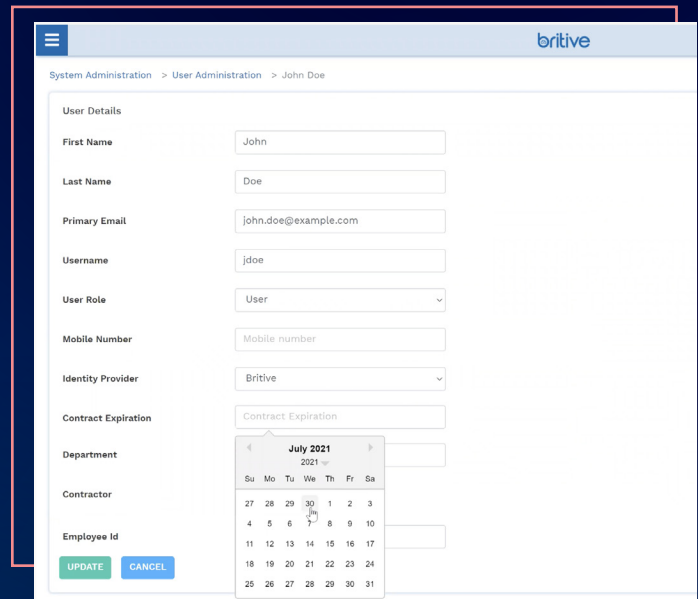 britive
System Administration > User Administration > John Doe
User Details
First Name John
Last Name Doe
Primary Email john.doe@example.com
Username jdoe
User Role User
Mobile Number Mobile number
Identity Provider Britive
Contract Expiration Contract Expiration
Department
Contractor
Employee Id
July 2021
2021
Su Mo Tu We Th Fr Sa
27 28 29 30 1 2 3
4 5 6 7 8 9 10
11 12 13 14 15 16 17
18 19 20 21 22 23 24
25 26 27 28 29 30 31
UPDATE CANCEL